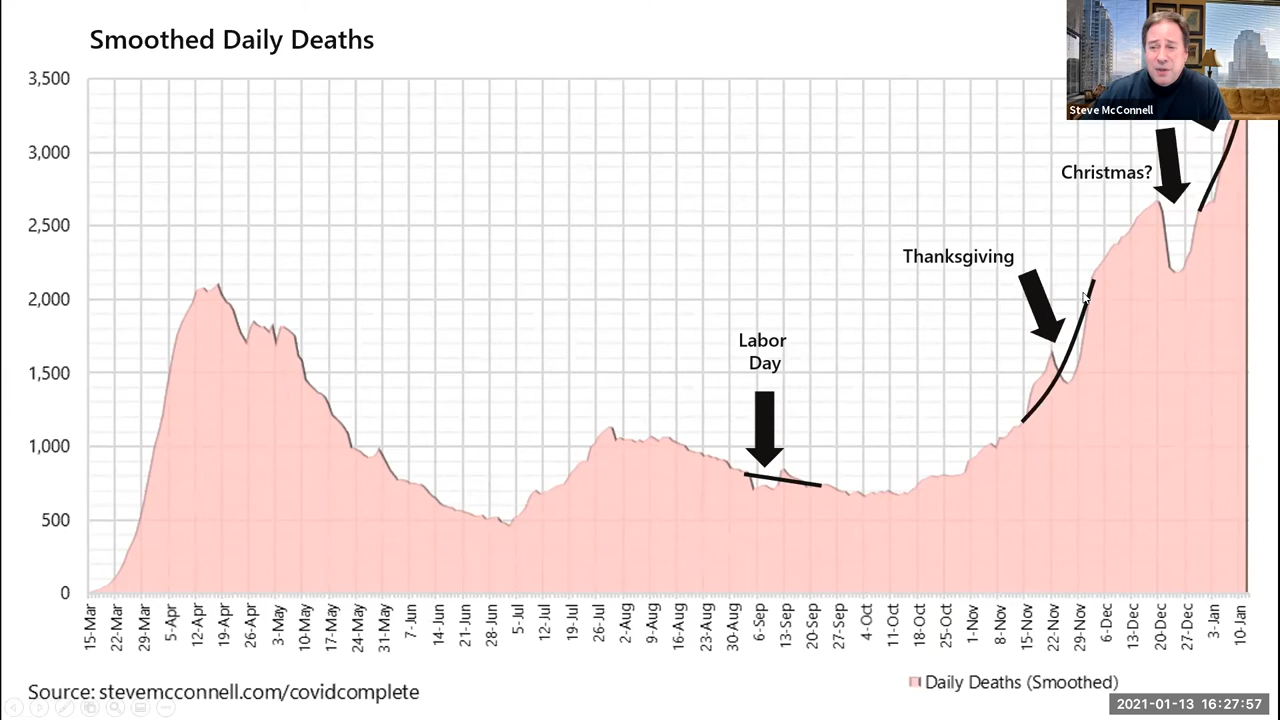 Smoothed Daily Deaths
Steve McConnell
3,500
3,000
2,500
2,000
1,500
1,000
500
0
Christmas?
Thanksgiving
Labor
Day
15-Mar
22-Mar
29-Mar
5-Apr
12-Apr
19-Apr
26-Apr
3-May
10-May
17-May
24-May
31-May
7-Jun
14-Jun
21-Jun
28-Jun
5-Jul
12-Jul
19-Jul
26-Jul
2-Aug
9-Aug
16-Aug
23-Aug
30-Aug
6-Sep
13-Sep
20-Sep
27-Sep
4-Oct
11-Oct
18-Oct
25-Oct
1-Nov
8-Nov
15-Nov
22-Nov
29-Nov
6-Dec
13-Dec
20-Dec
27-Dec
3-Jan
10-Jan
Daily Deaths (Smoothed)
Source: stevemcconnell.com/covidcomplete
2021-01-13 16:27:57